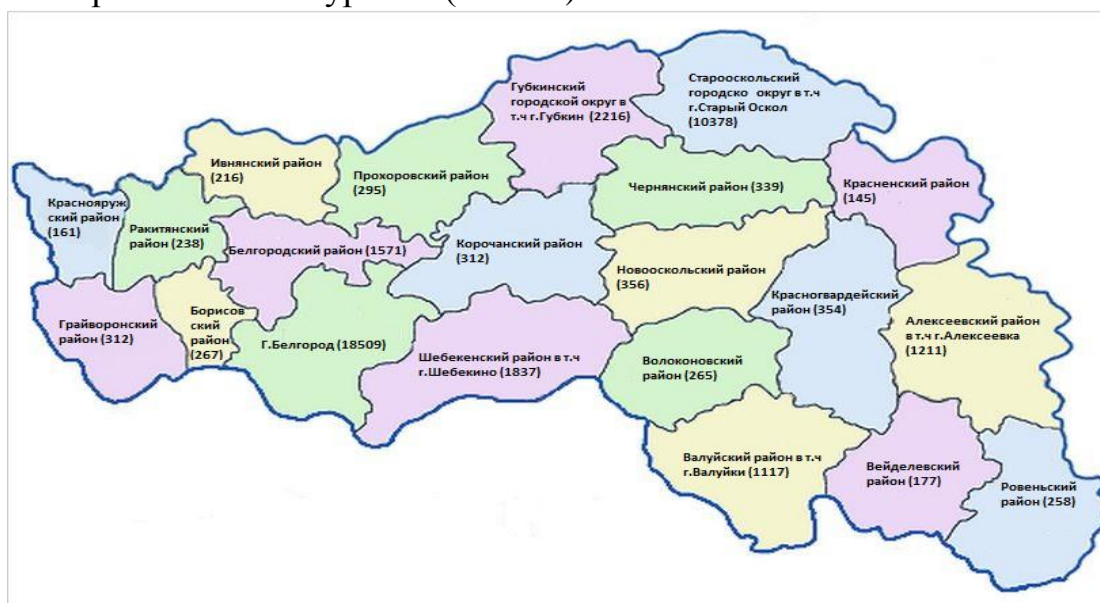 Губкинский
городской округ в
т.ч г.Губкин (2216)
Старооскольский
городско округ в т.ч
г.Старый Оскол
(10378)
Ивнянский район
(216)
Прохоровский район
(295)
Чернянский район (339)
Красненский район
(145)
Краснояруж
ский район
(161)
Ракитянский
район (238)
Белгородский район (1571)
Корочанский район
(312)
Новооскольский район
(356)
Красногвардейский
район (354)
Алексеевский район
в т.ч г.Алексеевка
(1211)
Грайворонский
район (312)
Борисов
ский
район
(267)
Г.Белгород (18509)
Шебекенский район в т.ч
г.Шебекино (1837)
Волоконовский
район (265)
Валуйский район в т.ч
г.Валуйки (1117)
Вейделевский
район (177)
Ровеньский
район (258)